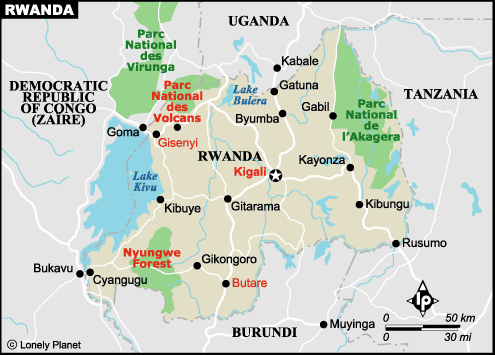 RWANDA
UGANDA
Parc
National
des
Virunga
Kabale
DEMOCRATIC
REPUBLIC
OF CONGO
(ZAIRE)
Parc
National
des
Volcans
Lake
Bulera
Gatuna
Gabil
TANZANIA
Byumba
Parc
National
de
l'Akagera
Goma
Gisenyi
RWANDA
Kigali
Kayonza
Lake
Kivu
Kibuye
Gitarama
Kibungu
Nyungwe
Forest
Gikongoro
Rusumo
Bukavu
Cyangugu
Butare
lp
BURUNDI
Muyinga
0
50 km
0
30 mi
© Lonely Planet